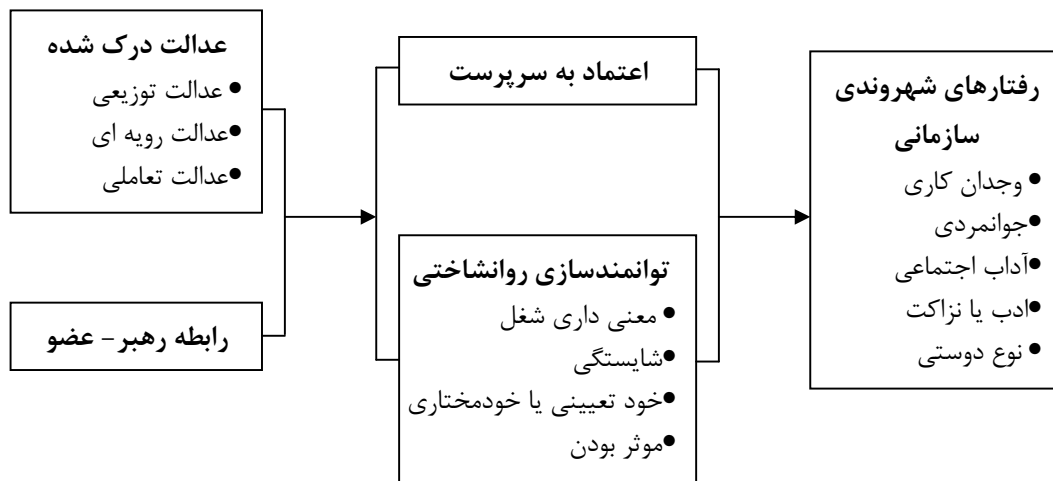 عدالت درک شده
• عدالت توزیعی
•عدالت رویه ای
•عدالت تعاملی
رابطه رهبر- عضو
اعتماد به سرپرست
توانمندسازی روانشاختی
• معنی داری شغل
•شایستگی
•خود تعیینی یا خودمختاری
•موثر بودن
رفتارهای شهروندی
سازمانی
• وجدان کاری
•جوانمردی
•آداب اجتماعی
•ادب یا نزاکت
• نوع دوستی